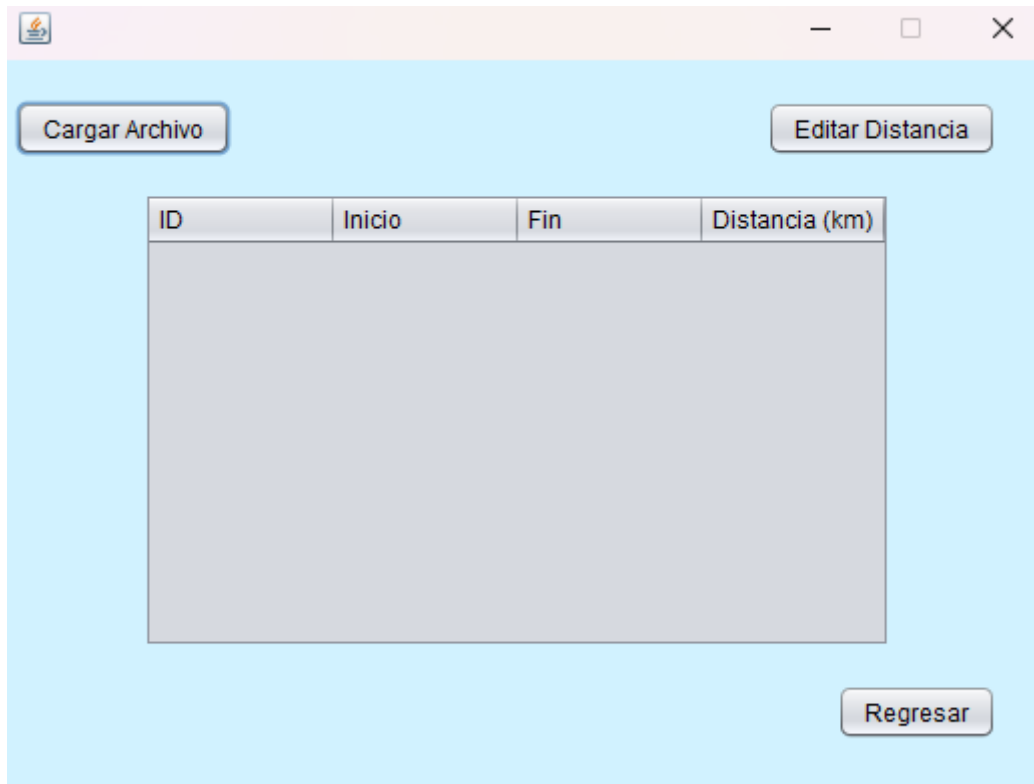 Cargar Archivo
Editar Distancia
ID Inicio Fin Distancia (km)
Regresar